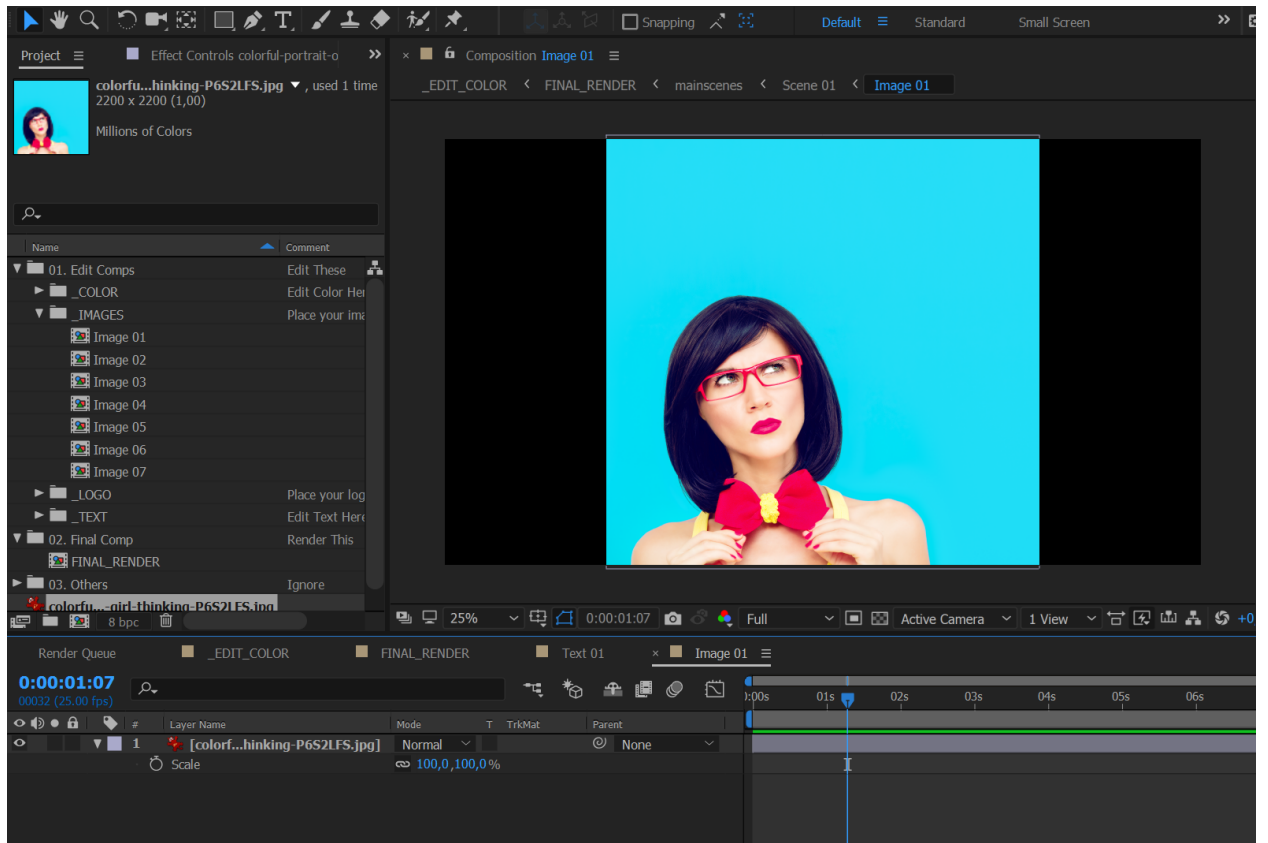 Snapping
Default
Standard
Small Screen
Project
Effect Controls colorful-portrait-o
Composition Image 01
colorfu...hinking-P6S2LFS.jpg , used 1 time
2200 x 2200 (1,00)
Millions of Colors
_EDIT_COLOR
FINAL_RENDER
mainscenes
Scene 01
Image 01
Name
Comment
01. Edit Comps
Edit These
_COLOR
Edit Color Her
_IMAGES
Place your ima
Image 01
Image 02
Image 03
Image 04
Image 05
Image 06
Image 07
_LOGO
Place your log
_TEXT
Edit Text Here
02. Final Comp
Render This
FINAL_RENDER
03. Others
Ignore
colorfu...-girl-thinking-P6S2LFS.jpg
8 bpc
25%
0:00:01:07
Full
Active Camera
1 View
+0
Render Queue
_EDIT_COLOR
FINAL_RENDER
Text 01
Image 01
0:00:01:07
00032 (25.00 fps)
):00s
01s
02s
03s
04s
05s
06s
#
Layer Name
Mode
T
TrkMat
Parent
1
[colorf...hinking-P6S2LFS.jpg]
Normal
None
Scale
100,0,100,0%